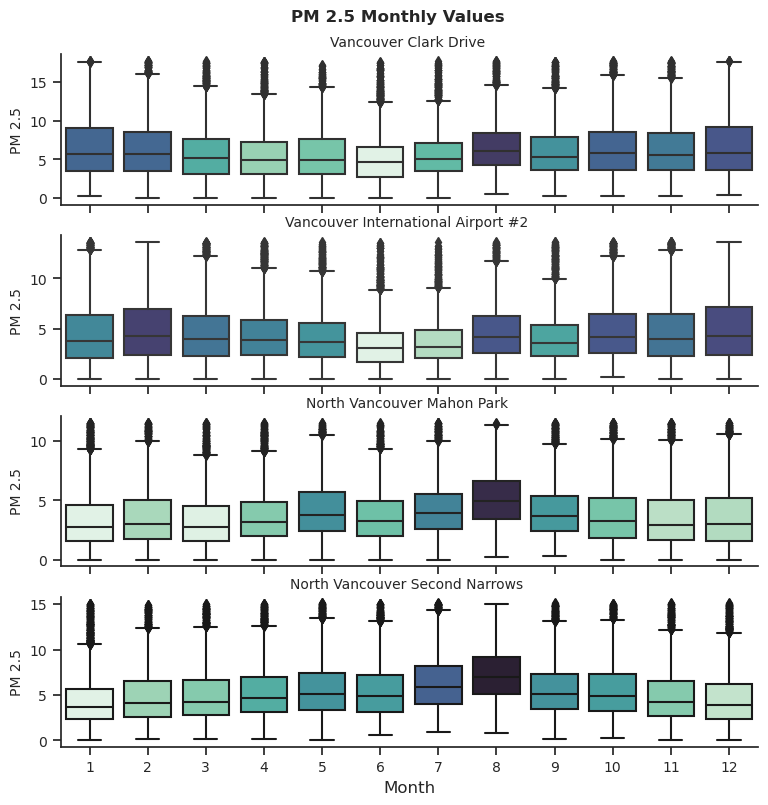 PM 2.5 Monthly Values
Vancouver Clark Drive
15
10
5
0
PM 2.5
Vancouver International Airport #2
10
5
0
PM 2.5
North Vancouver Mahon Park
10
5
0
PM 2.5
North Vancouver Second Narrows
15
10
5
0
PM 2.5
1 2 3 4 5 6 7 8 9 10 11 12
Month